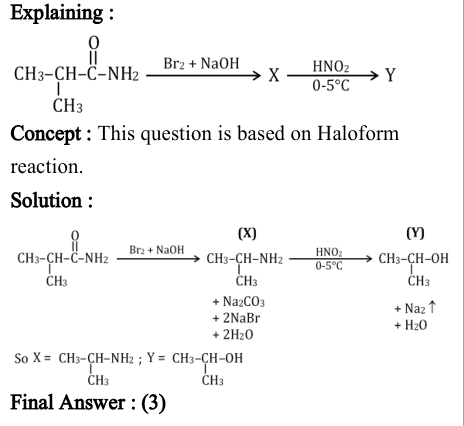 Explaining :
O
CH₃–CH–C–NH₂ Br₂ + NaOH X HNO₂ Y
0-5°C
CH₃
Concept : This question is based on Haloform
reaction.
Solution :
(X) (Y)
O
CH₃–CH–C–NH₂ Br₂ + NaOH CH₃–CH–NH₂ HNO₂ CH₃–CH–OH
0-5°C
CH₃ CH₃ CH₃
+ Na₂CO₃
+ 2NaBr
+ 2H₂O
+ Na₂ ↑
+ H₂O
So X = CH₃–CH–NH₂ ; Y = CH₃–CH–OH
CH₃ CH₃
Final Answer : (3)